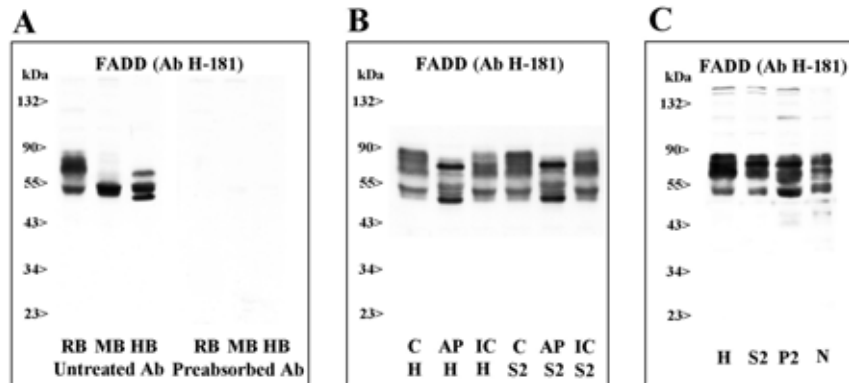 A
FADD (Ab H-181)
kDa
132>
90>
55>
43>
34>
23>
RB MB HB RB MB HB
Untreated Ab Preabsorbed Ab
B
FADD (Ab H-181)
kDa
132>
90>
55>
43>
34>
23>
C AP IC C AP IC
H H H S2 S2 S2
C
FADD (Ab H-181)
kDa
132>
90>
55>
43>
34>
23>
H S2 P2 N